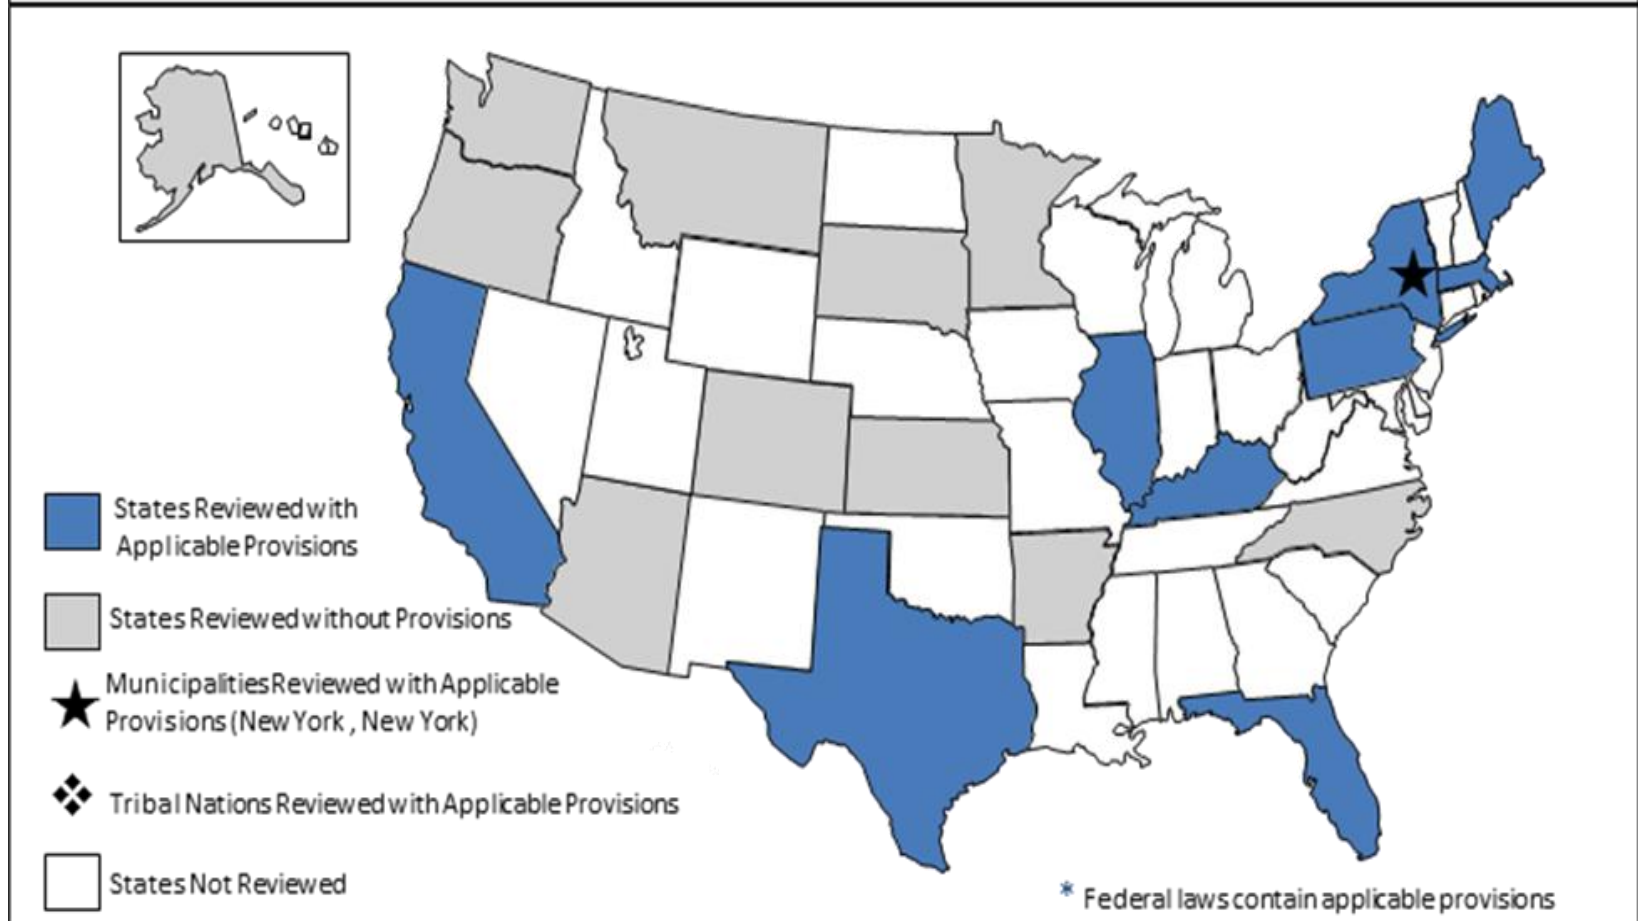 States Reviewed with
Applicable Provisions
States Reviewed without Provisions
Municipalities Reviewed with Applicable
Provisions (New York , New York)
Tribal Nations Reviewed with Applicable Provisions
States Not Reviewed
* Federal laws contain applicable provisions